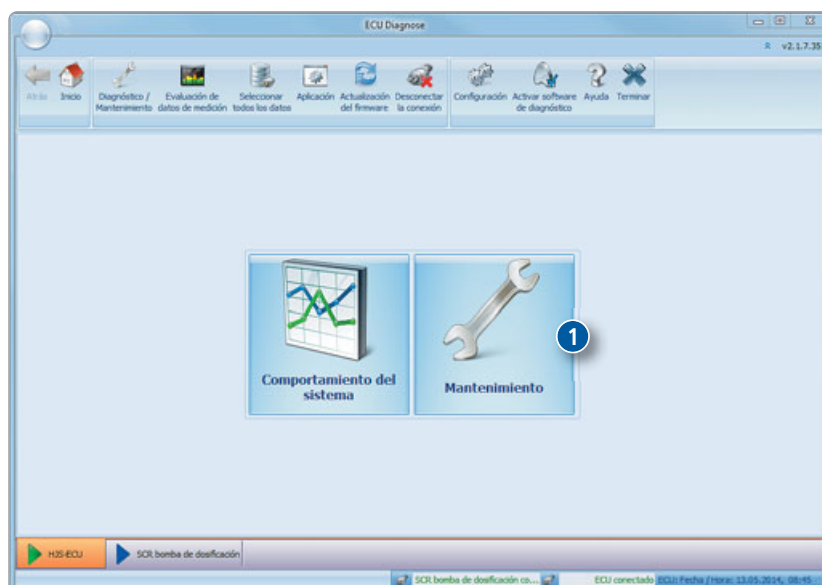 ECU Diagnose
v2.1.7.35
Atrás
Inicio
Diagnóstico /
Mantenimiento
Evaluación de
datos de medición
Seleccionar
todos los datos
Aplicación
Actualización
del firmware
Desconectar
la conexión
Configuración
Activar software
de diagnóstico
Ayuda
Terminar
Comportamiento del
sistema
Mantenimiento
1
HJS-ECU
SCR bomba de dosificación
SCR bomba de dosificación co...
ECU conectado
ECU: Fecha / Hora: 13.05.2014, 08:45